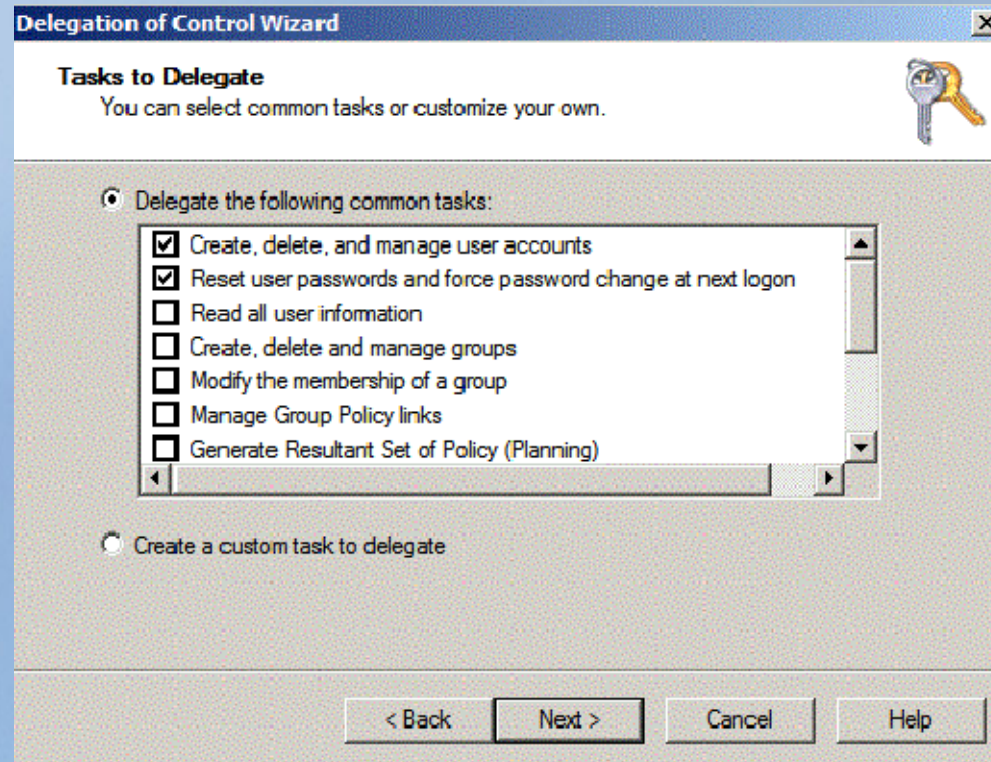 Delegation of Control Wizard
Tasks to Delegate
You can select common tasks or customize your own.
Delegate the following common tasks:
Create, delete, and manage user accounts
Reset user passwords and force password change at next logon
Read all user information
Create, delete and manage groups
Modify the membership of a group
Manage Group Policy links
Generate Resultant Set of Policy (Planning)
Create a custom task to delegate
< Back Next > Cancel Help